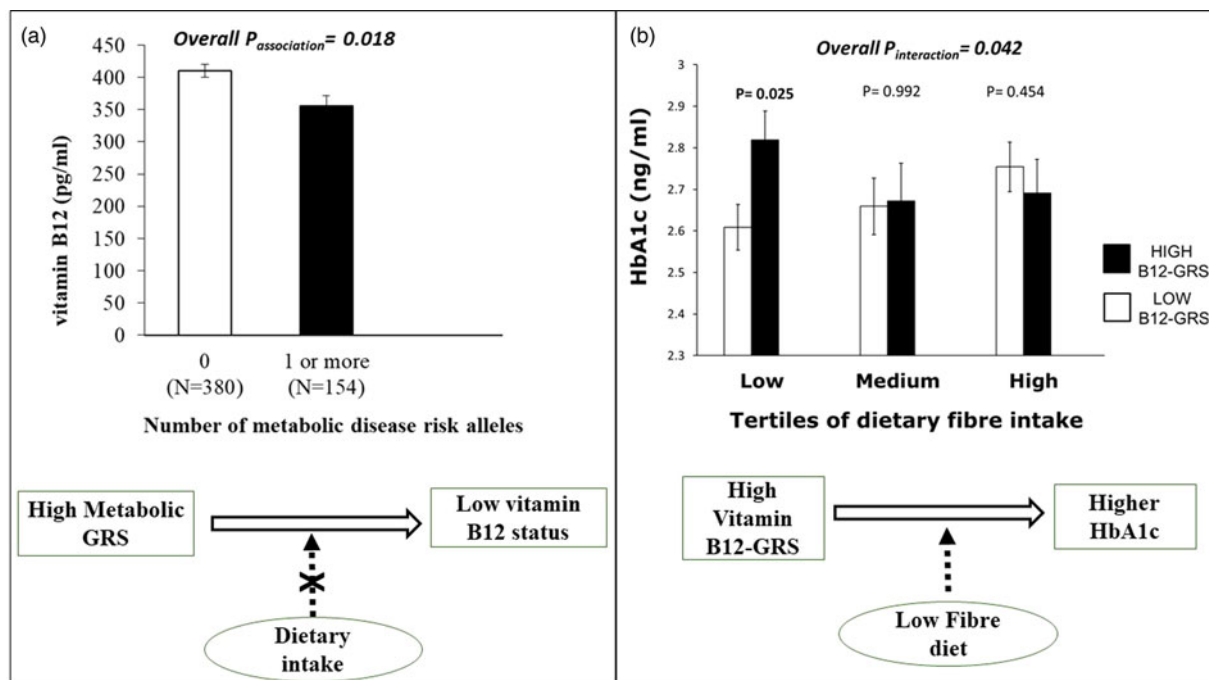 (a)
Overall P_association = 0.018
450
400
350
300
250
200
150
100
50
0
vitamin B12 (pg/ml)
0
(N=380)
1 or more
(N=154)
Number of metabolic disease risk alleles
High Metabolic
GRS
Low vitamin
B12 status
Dietary
intake
(b)
Overall P_interaction = 0.042
3
2.9
2.8
2.7
2.6
2.5
2.4
2.3
HbA1c (ng/ml)
P= 0.025
P= 0.992
P= 0.454
HIGH
B12-GRS
LOW
B12-GRS
Low
Medium
High
Tertiles of dietary fibre intake
High
Vitamin
B12-GRS
Higher
HbA1c
Low Fibre
diet